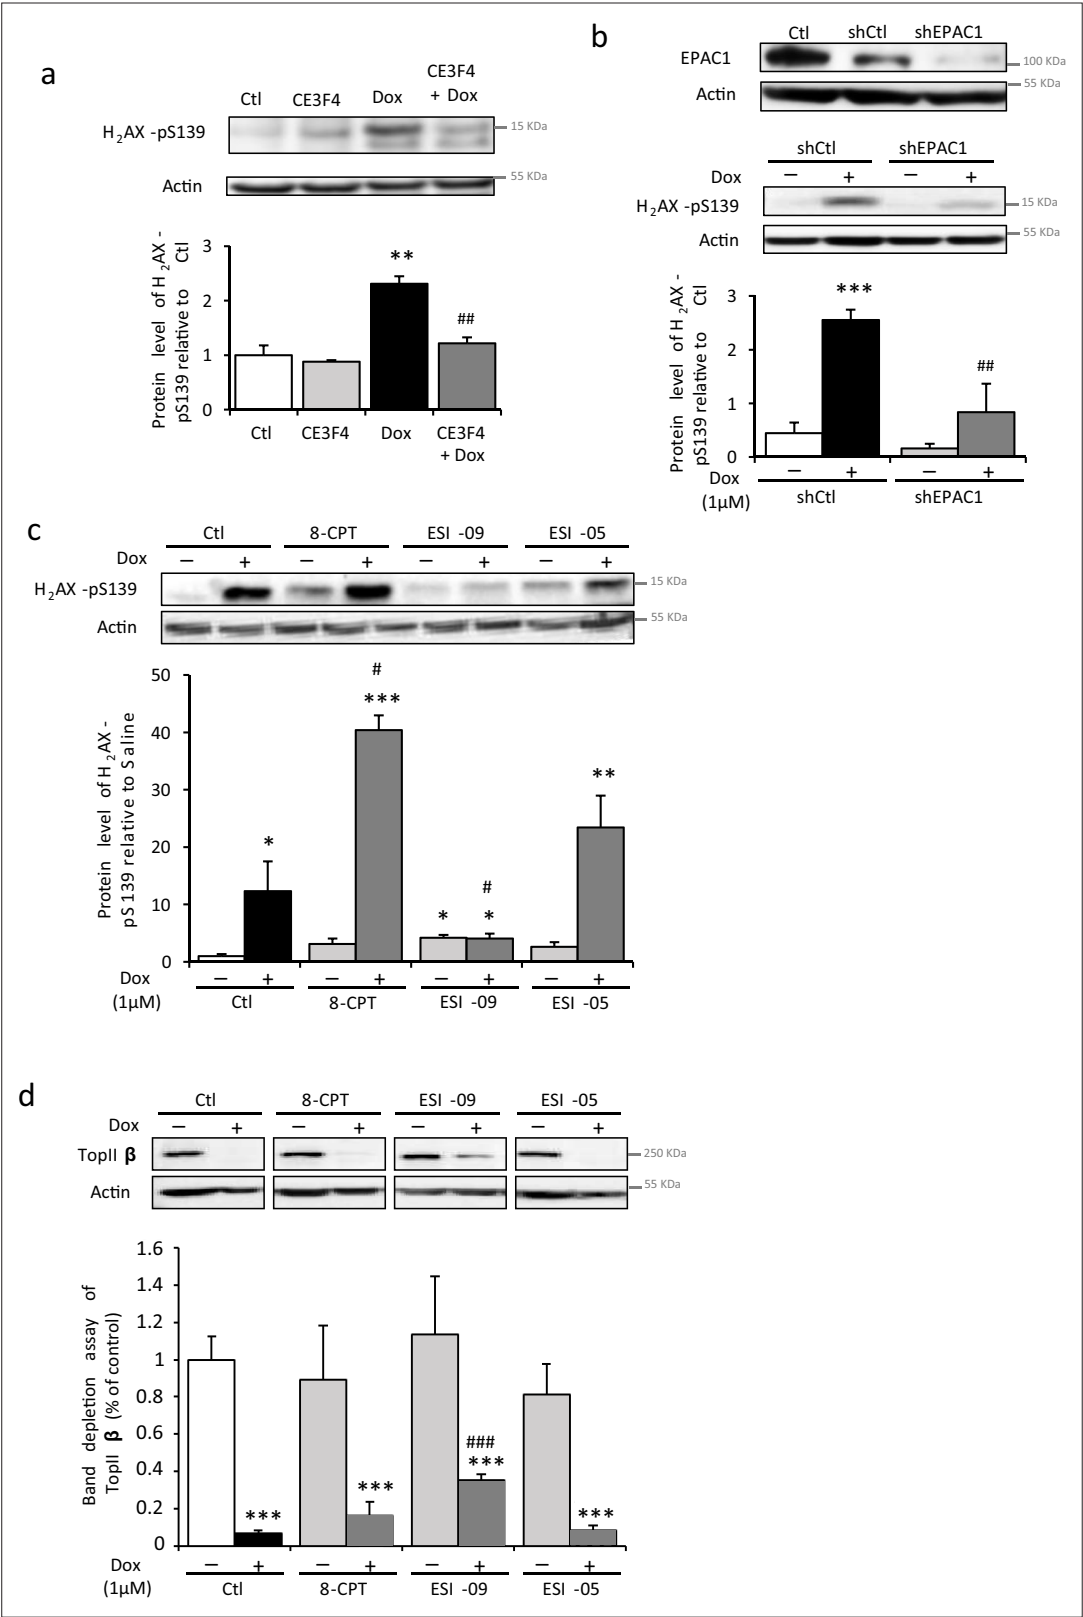 a
Ctl CE3F4 Dox CE3F4
+ Dox
H2AX -pS139
15 KDa
Actin
55 KDa
Protein level of H2AX -
pS139 relative to Ctl
3
2
1
0
**
##
Ctl CE3F4 Dox CE3F4
+ Dox
b
Ctl shCtl shEPAC1
EPAC1
100 KDa
55 KDa
Actin
shCtl shEPAC1
Dox — + — +
H2AX -pS139
15 KDa
Actin
55 KDa
Protein level of H2AX -
pS139 relative to Ctl
3
2
1
0
***
##
Dox — + — +
(1µM) shCtl shEPAC1
c
Ctl 8-CPT ESI -09 ESI -05
Dox — + — + — + — +
H2AX -pS139
15 KDa
Actin
55 KDa
Protein level of H2AX -
pS139 relative to Saline
50
40
30
20
10
0
*
#
***
*
#
*
**
Dox — + — + — + — +
(1µM) Ctl 8-CPT ESI -09 ESI -05
d
Ctl 8-CPT ESI -09 ESI -05
Dox — + — + — + — +
TopII β
250 KDa
Actin
55 KDa
Band depletion assay of
TopII β (% of control)
1.6
1.4
1.2
1
0.8
0.6
0.4
0.2
0
***
***
###
***
***
Dox — + — + — + — +
(1µM) Ctl 8-CPT ESI -09 ESI -05